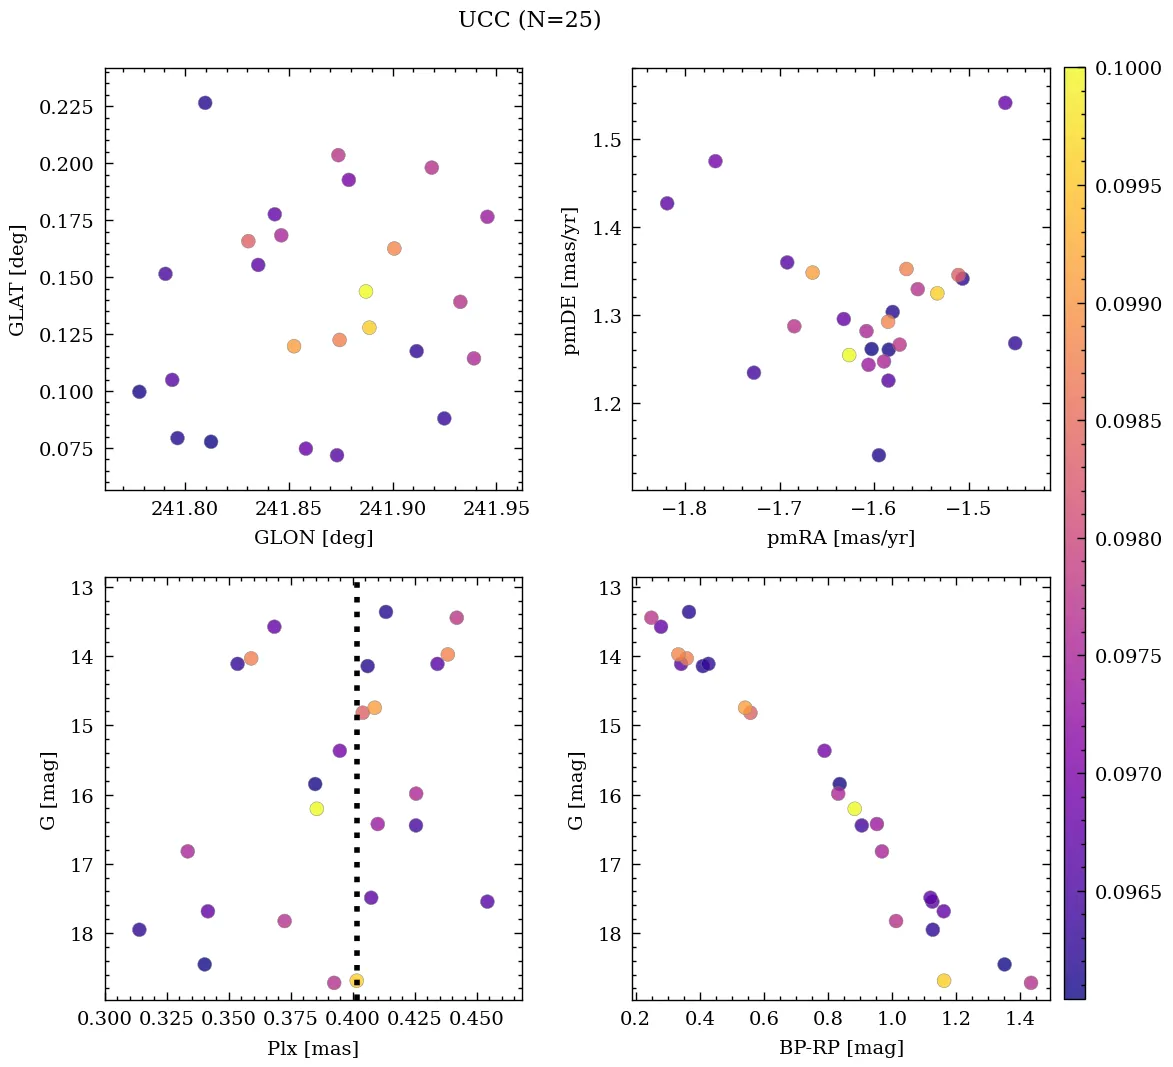 UCC (N=25)
0.225
0.200
0.175
0.150
0.125
0.100
0.075
GLAT [deg]
241.80 241.85 241.90 241.95
GLON [deg]
1.5
1.4
1.3
1.2
pmDE [mas/yr]
−1.8 −1.7 −1.6 −1.5
pmRA [mas/yr]
0.1000
0.0995
0.0990
0.0985
0.0980
0.0975
0.0970
0.0965
13
14
15
16
17
18
G [mag]
0.300 0.325 0.350 0.375 0.400 0.425 0.450
Plx [mas]
13
14
15
16
17
18
G [mag]
0.2 0.4 0.6 0.8 1.0 1.2 1.4
BP-RP [mag]